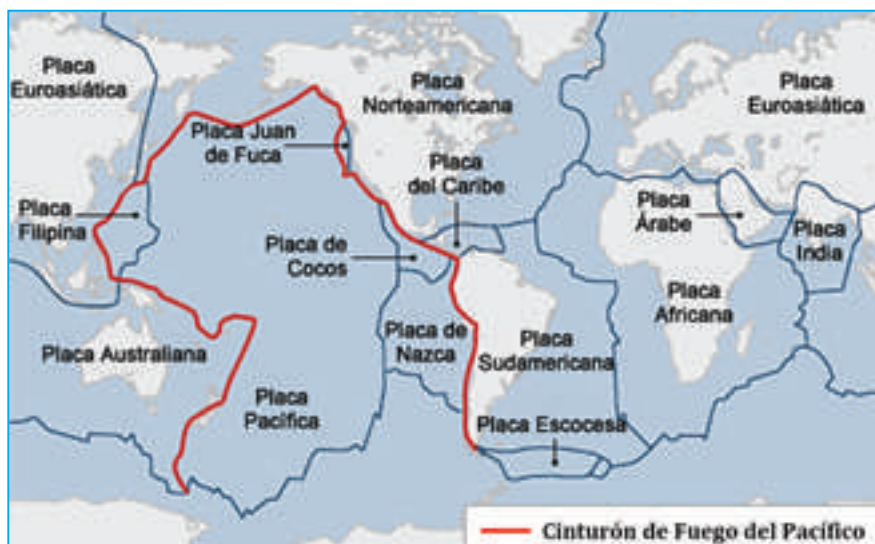 Placa
Euroasiática
Placa
Norteamericana
Placa
Euroasiática
Placa Juan
de Fuca
Placa
del Caribe
Placa
Filipina
Placa
Árabe
Placa
India
Placa de
Cocos
Placa
Africana
Placa Australiana
Placa de
Nazca
Placa
Sudamericana
Placa
Pacífica
Placa Escocesa
Cinturón de Fuego del Pacífico